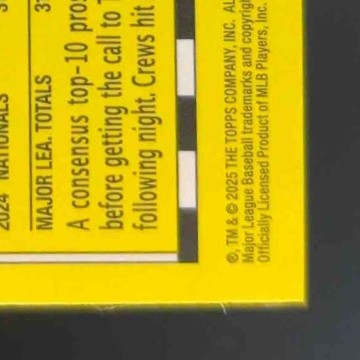 2024 NATIONALS
MAJOR LEA. TOTALS 31
A consensus top-10 pros
before getting the call to
following night. Crews hit
®, TM & © 2025 THE TOPPS COMPANY, INC. AL
Major League Baseball trademarks and copyrigh
Officially Licensed Product of MLB Players, Inc.